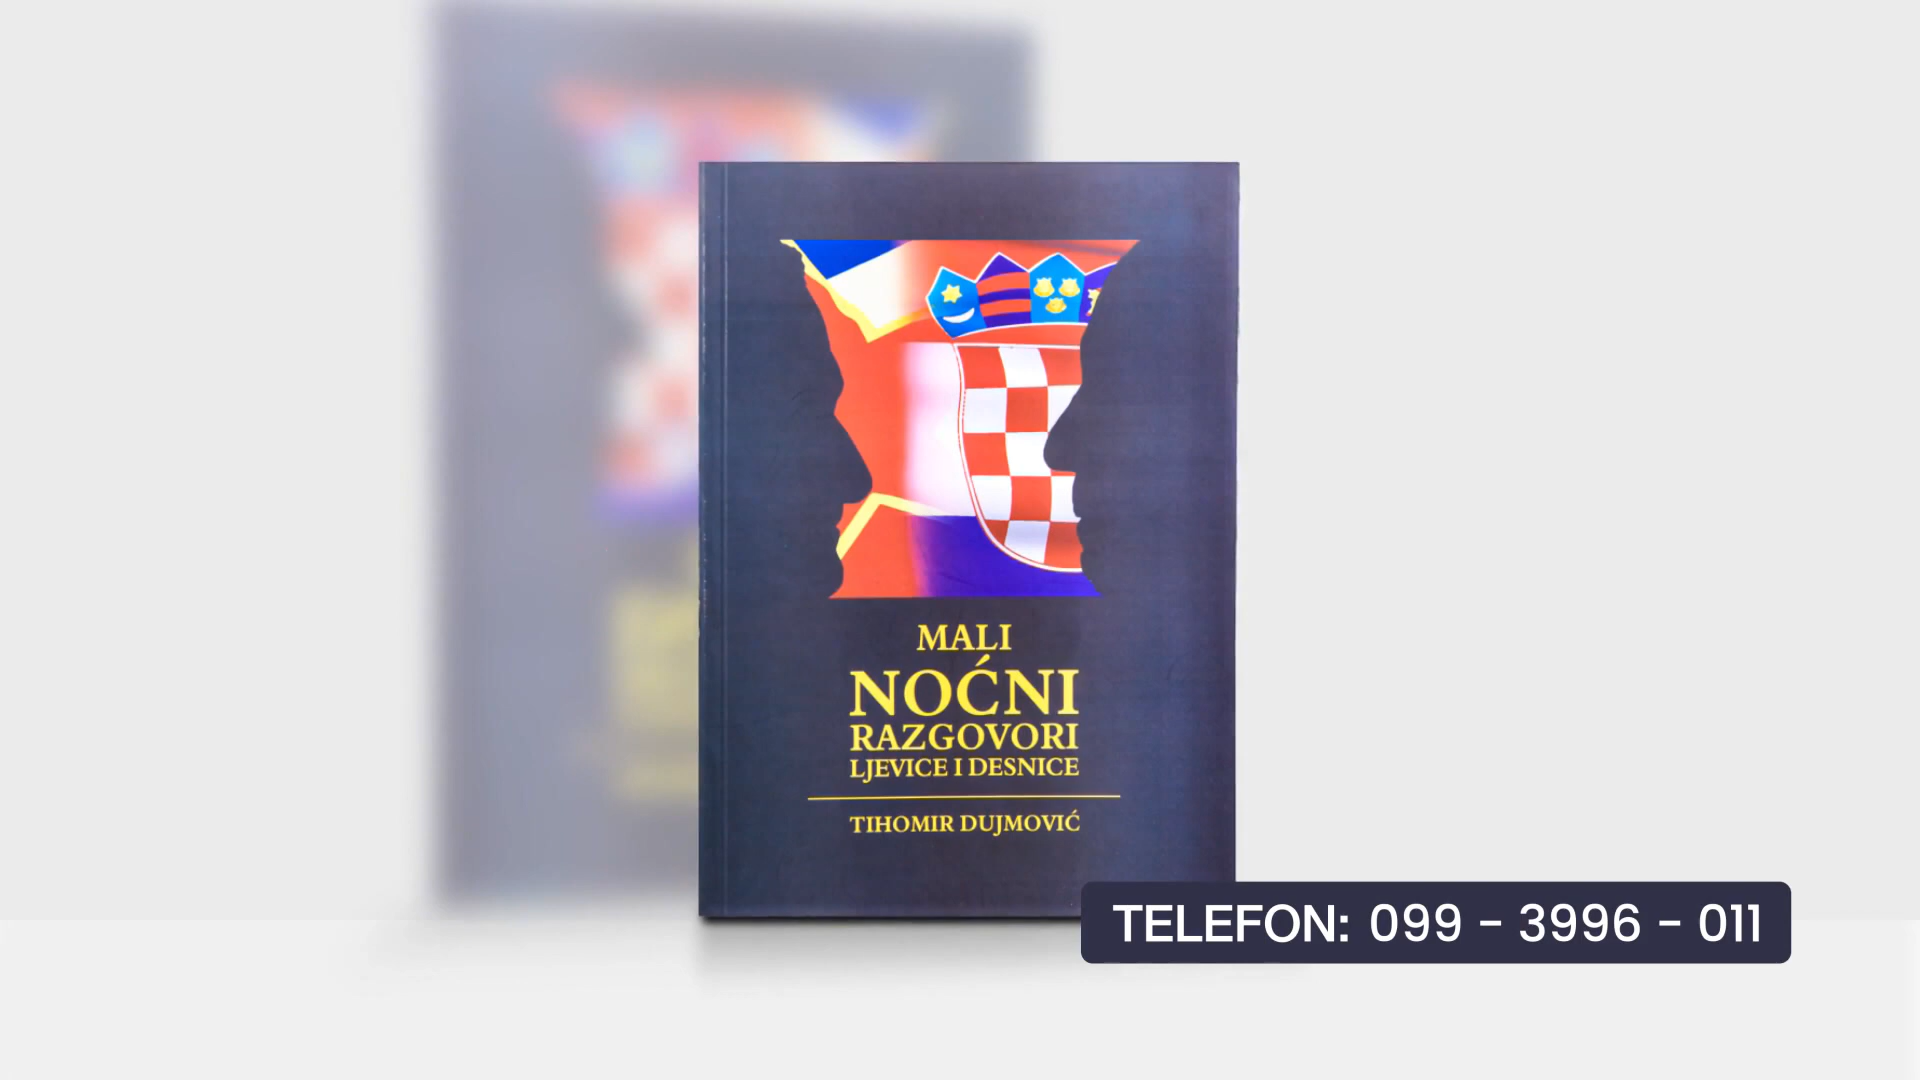 MALI
NOĆNI
RAZGOVORI
LJEVICE I DESNICE
TIHOMIR DUJMOVIĆ
TELEFON: 099 - 3996 - 011